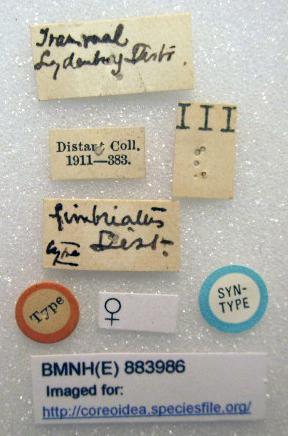 Transvaal
Lydenburg Distr.
III
Distant Coll.
1911—383.
fimbriatus
type Dist.
Type
♀
SYN-
TYPE
BMNH(E) 883986
Imaged for:
http://coreoidea.speciesfile.org/